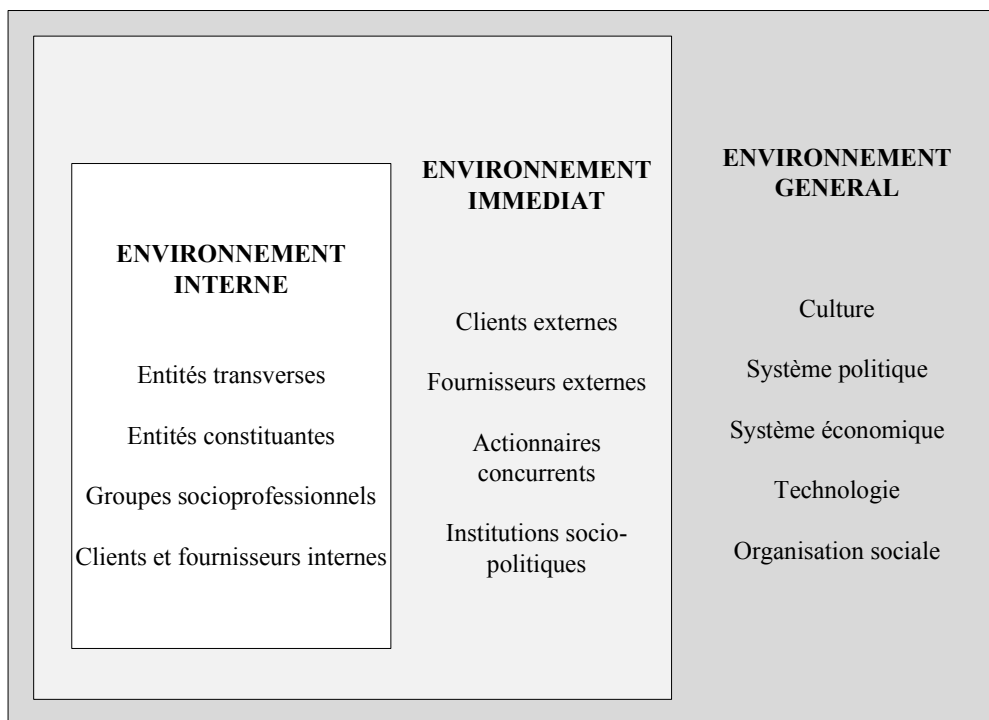 ENVIRONNEMENT
INTERNE
Entités transverses
Entités constituantes
Groupes socioprofessionnels
Clients et fournisseurs internes
ENVIRONNEMENT
IMMEDIAT
Clients externes
Fournisseurs externes
Actionnaires
concurrents
Institutions socio-
politiques
ENVIRONNEMENT
GENERAL
Culture
Système politique
Système économique
Technologie
Organisation sociale